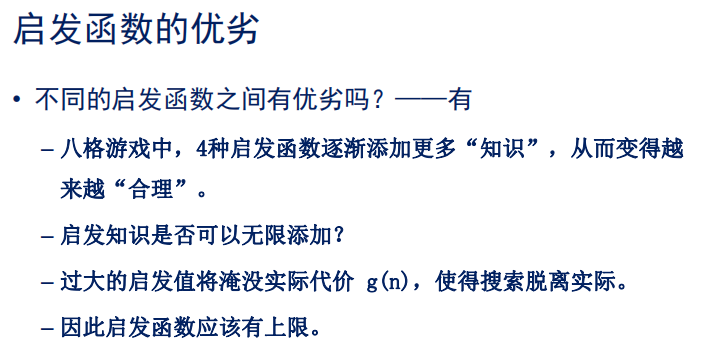 启发函数的优劣
• 不同的启发函数之间有优劣吗？——有
– 八格游戏中，4种启发函数逐渐添加更多“知识”，从而变得越
来越“合理”。
– 启发知识是否可以无限添加？
– 过大的启发值将淹没实际代价 g(n)，使得搜索脱离实际。
– 因此启发函数应该有上限。